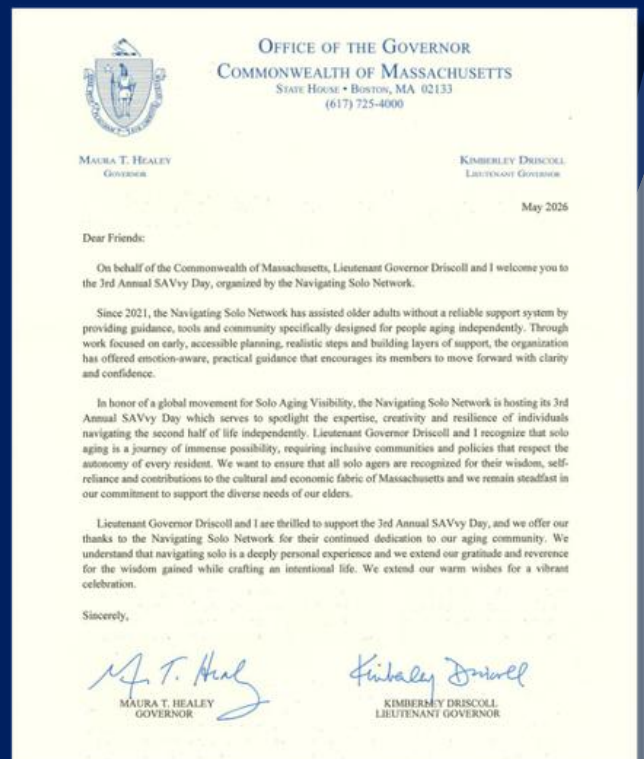 OFFICE OF THE GOVERNOR
COMMONWEALTH OF MASSACHUSETTS
STATE HOUSE • BOSTON, MA 02133
(617) 725-4000
MAURA T. HEALEY
GOVERNOR
KIMBERLEY DRISCOLL
LIEUTENANT GOVERNOR
May 2026
Dear Friends:
On behalf of the Commonwealth of Massachusetts, Lieutenant Governor Driscoll and I welcome you to
the 3rd Annual SAVvy Day, organized by the Navigating Solo Network.
Since 2021, the Navigating Solo Network has assisted older adults without a reliable support system by
providing guidance, tools and community specifically designed for people aging independently. Through
work focused on early, accessible planning, realistic steps and building layers of support, the organization
has offered emotion-aware, practical guidance that encourages its members to move forward with clarity
and confidence.
In honor of a global movement for Solo Aging Visibility, the Navigating Solo Network is hosting its 3rd
Annual SAVvy Day which serves to spotlight the expertise, creativity and resilience of individuals
navigating the second half of life independently. Lieutenant Governor Driscoll and I recognize that solo
aging is a journey of immense possibility, requiring inclusive communities and policies that respect the
autonomy of every resident. We want to ensure that all solo agers are recognized for their wisdom, self-
reliance and contributions to the cultural and economic fabric of Massachusetts and we remain steadfast in
our commitment to support the diverse needs of our elders.
Lieutenant Governor Driscoll and I are thrilled to support the 3rd Annual SAVvy Day, and we offer our
thanks to the Navigating Solo Network for their continued dedication to our aging community. We
understand that navigating solo is a deeply personal experience and we extend our gratitude and reverence
for the wisdom gained while crafting an intentional life. We extend our warm wishes for a vibrant
celebration.
Sincerely,
M. T. Healey
Kimberley Driscoll
MAURA T. HEALEY
GOVERNOR
KIMBERLEY DRISCOLL
LIEUTENANT GOVERNOR